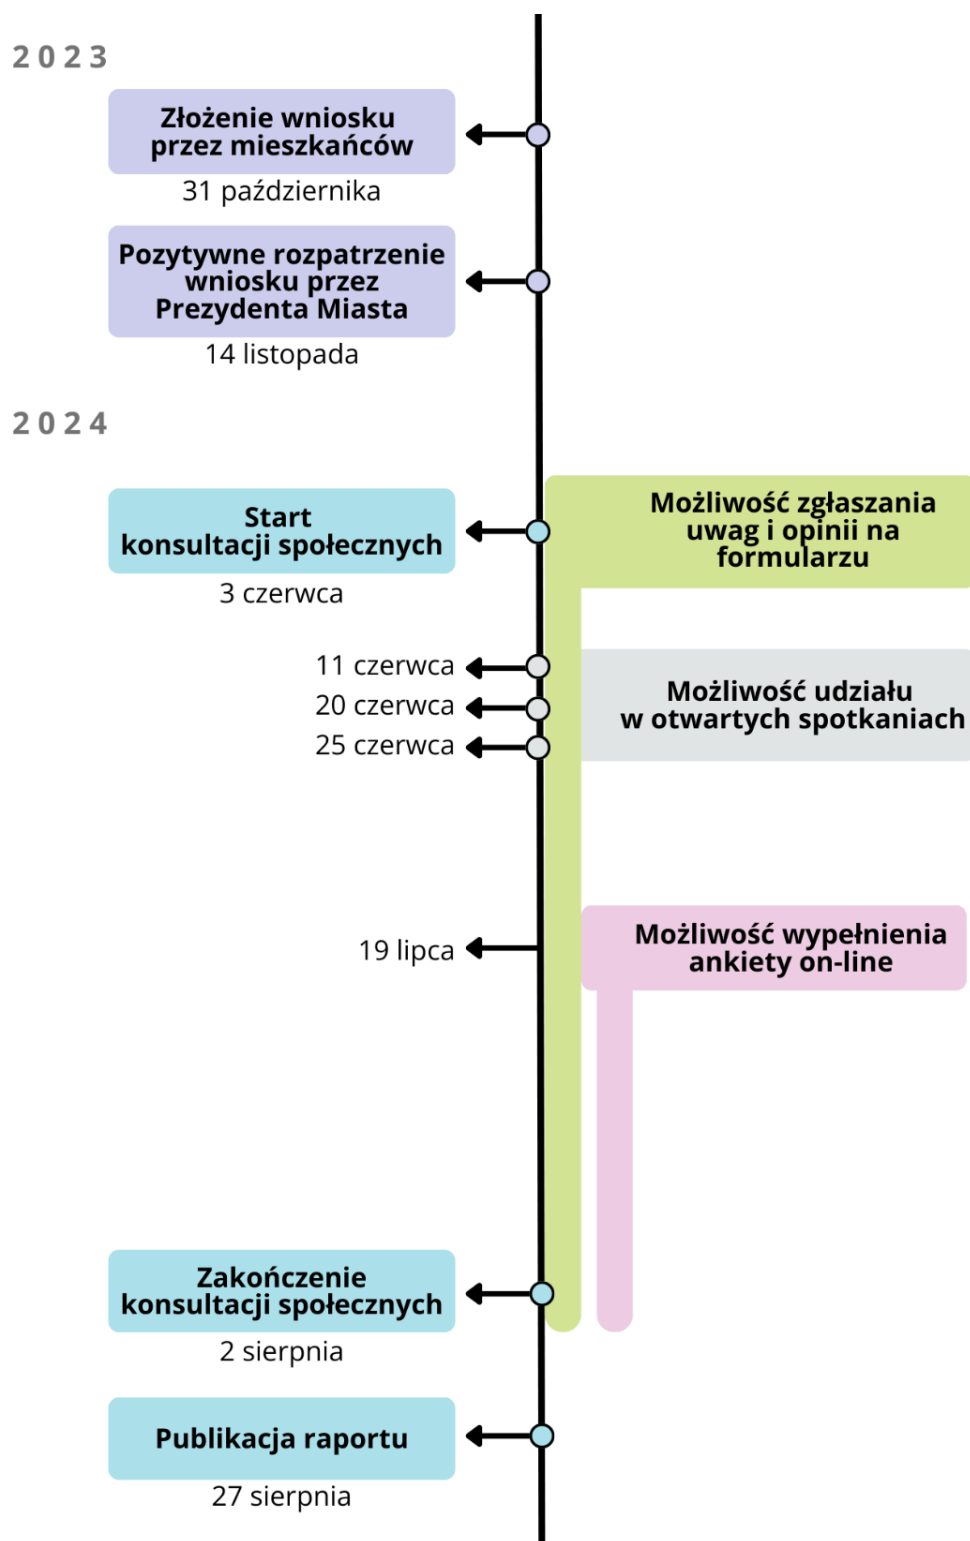 2023
Złożenie wniosku
przez mieszkańców
31 października
Pozytywne rozpatrzenie
wniosku przez
Prezydenta Miasta
14 listopada
2024
Start
konsultacji społecznych
3 czerwca
Możliwość zgłaszania
uwag i opinii na
formularzu
11 czerwca
20 czerwca
25 czerwca
Możliwość udziału
w otwartych spotkaniach
19 lipca
Możliwość wypełnienia
ankiety on-line
Zakończenie
konsultacji społecznych
2 sierpnia
Publikacja raportu
27 sierpnia